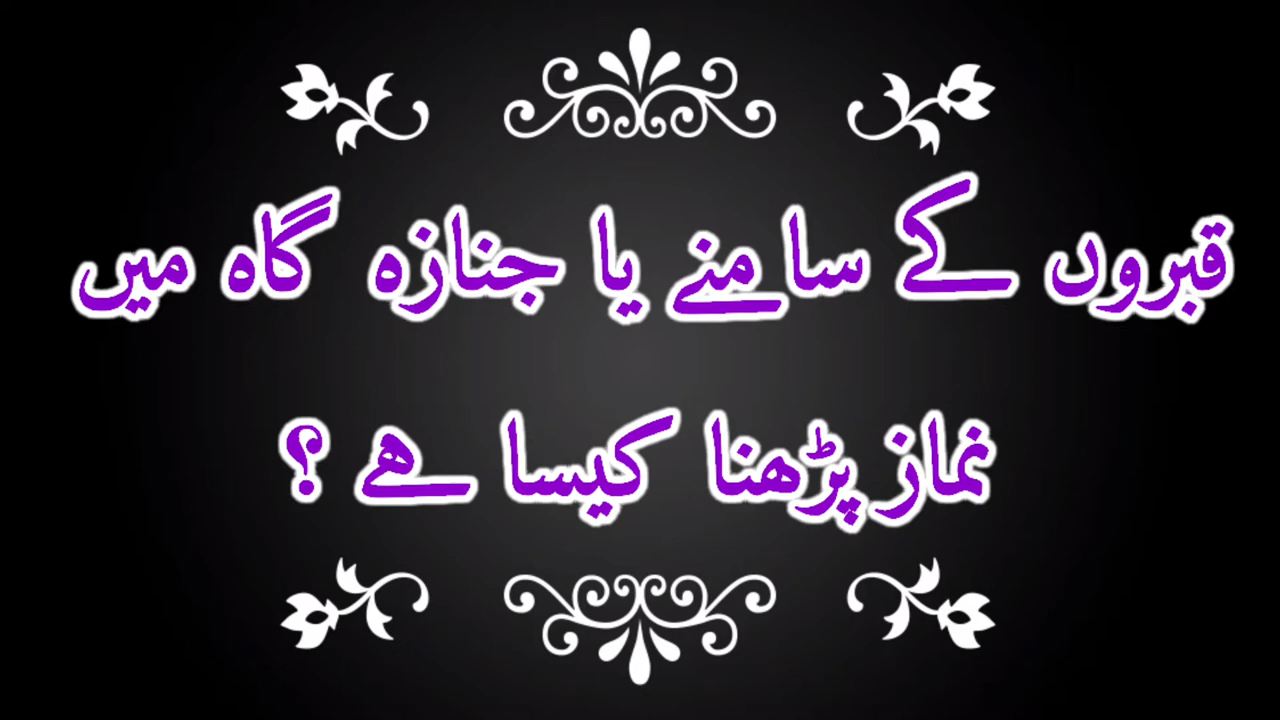 قبروں کے سامنے یا جنازہ گاہ میں
نماز پڑھنا کیسا ہے ؟